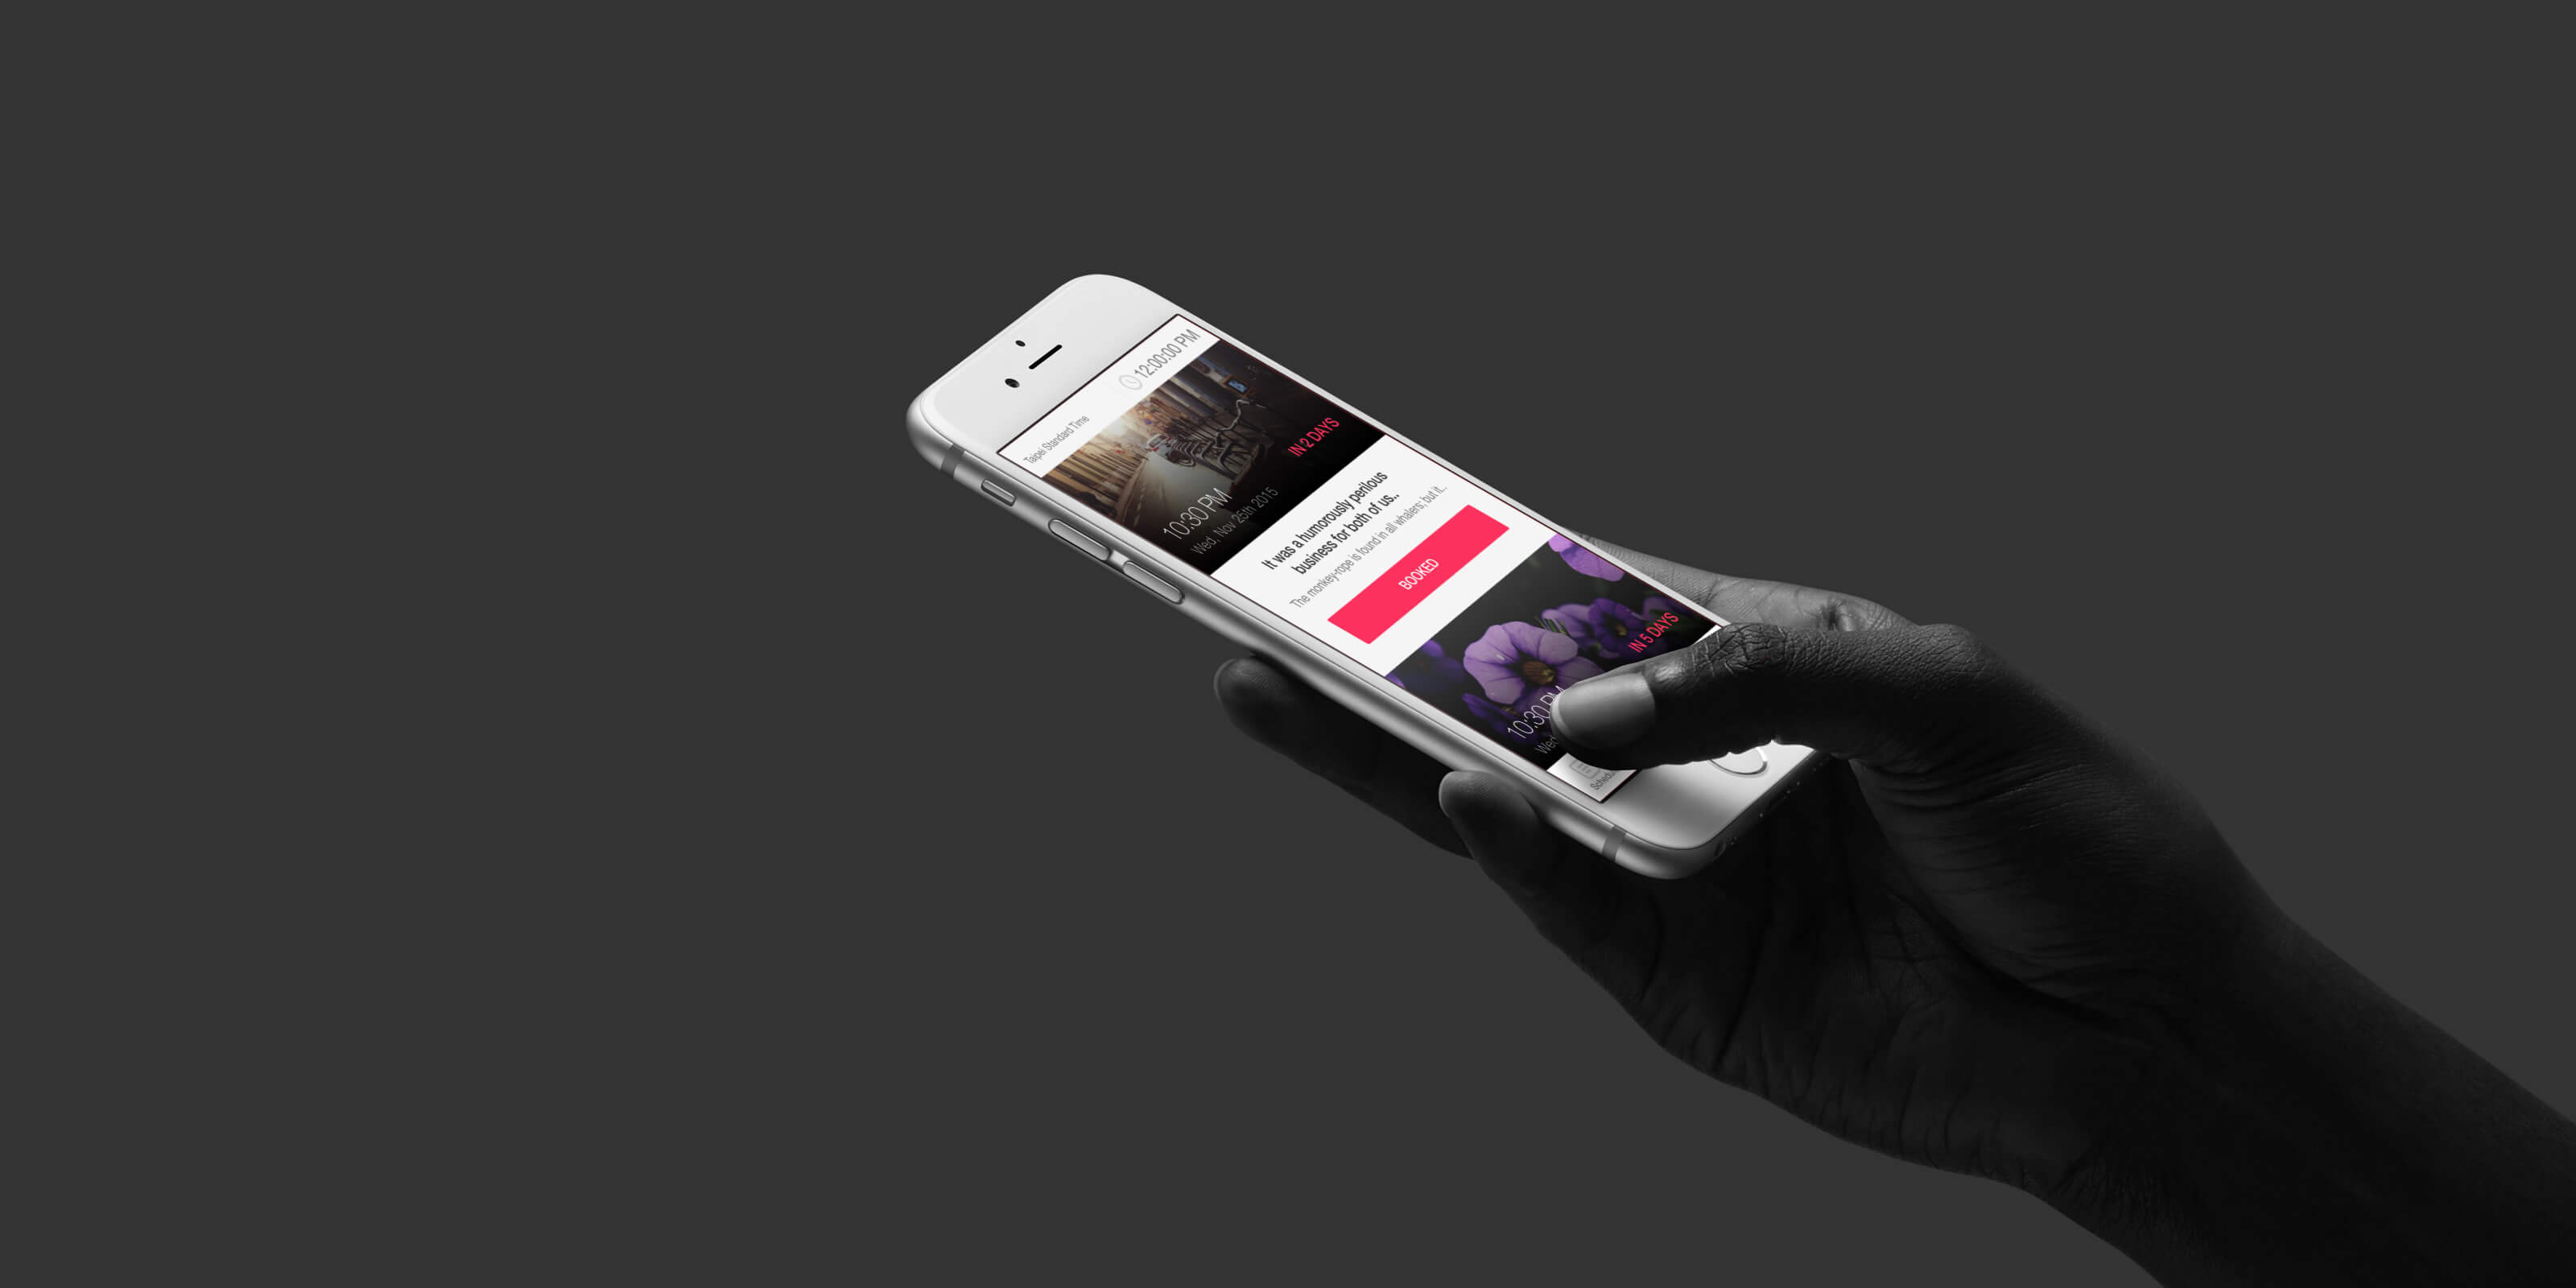 Taipei Standard Time
12:00:00 PM
10:30 PM
Wed, Nov 25th 2015
IN 2 DAYS
It was a humorously perilous
business for both of us..
The monkey-rope is found in all whalers; but it..
BOOKED
10:30 PM
IN 5 DAYS